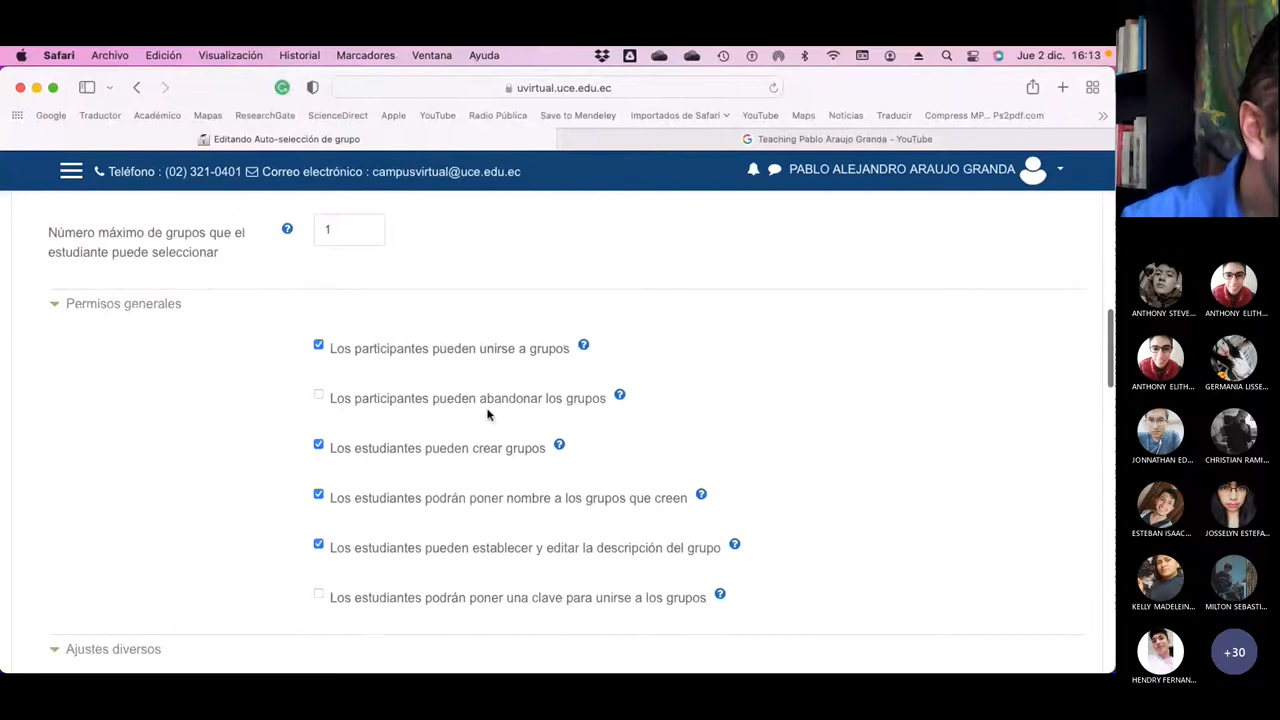 Safari Archivo Edición Visualización Historial Marcadores Ventana Ayuda Jue 2 dic. 16:13
uvirtual.uce.edu.ec
Google Traductor Académico Mapas ResearchGate ScienceDirect Apple YouTube Radio Pública Save to Mendeley Importados de Safari YouTube Maps Noticias Traducir Compress MP... Ps2pdf.com
Editando Auto-selección de grupo
Teaching Pablo Araujo Granda - YouTube
Teléfono : (02) 321-0401 Correo electrónico : campusvirtual@uce.edu.ec PABLO ALEJANDRO ARAUJO GRANDA
Número máximo de grupos que el
estudiante puede seleccionar
1
Permisos generales
Los participantes pueden unirse a grupos
Los participantes pueden abandonar los grupos
Los estudiantes pueden crear grupos
Los estudiantes podrán poner nombre a los grupos que creen
Los estudiantes pueden establecer y editar la descripción del grupo
Los estudiantes podrán poner una clave para unirse a los grupos
Ajustes diversos
ANTHONY STEVE... ANTHONY ELITH...
ANTHONY ELITH... GERMANIA LISSE...
JONNATHAN ED... CHRISTIAN RAMI...
ESTEBAN ISAAC... JOSSELYN ESTEFA...
KELLY MADELEIN... MILTON SEBASTI...
+30
HENDRY FERNAN...